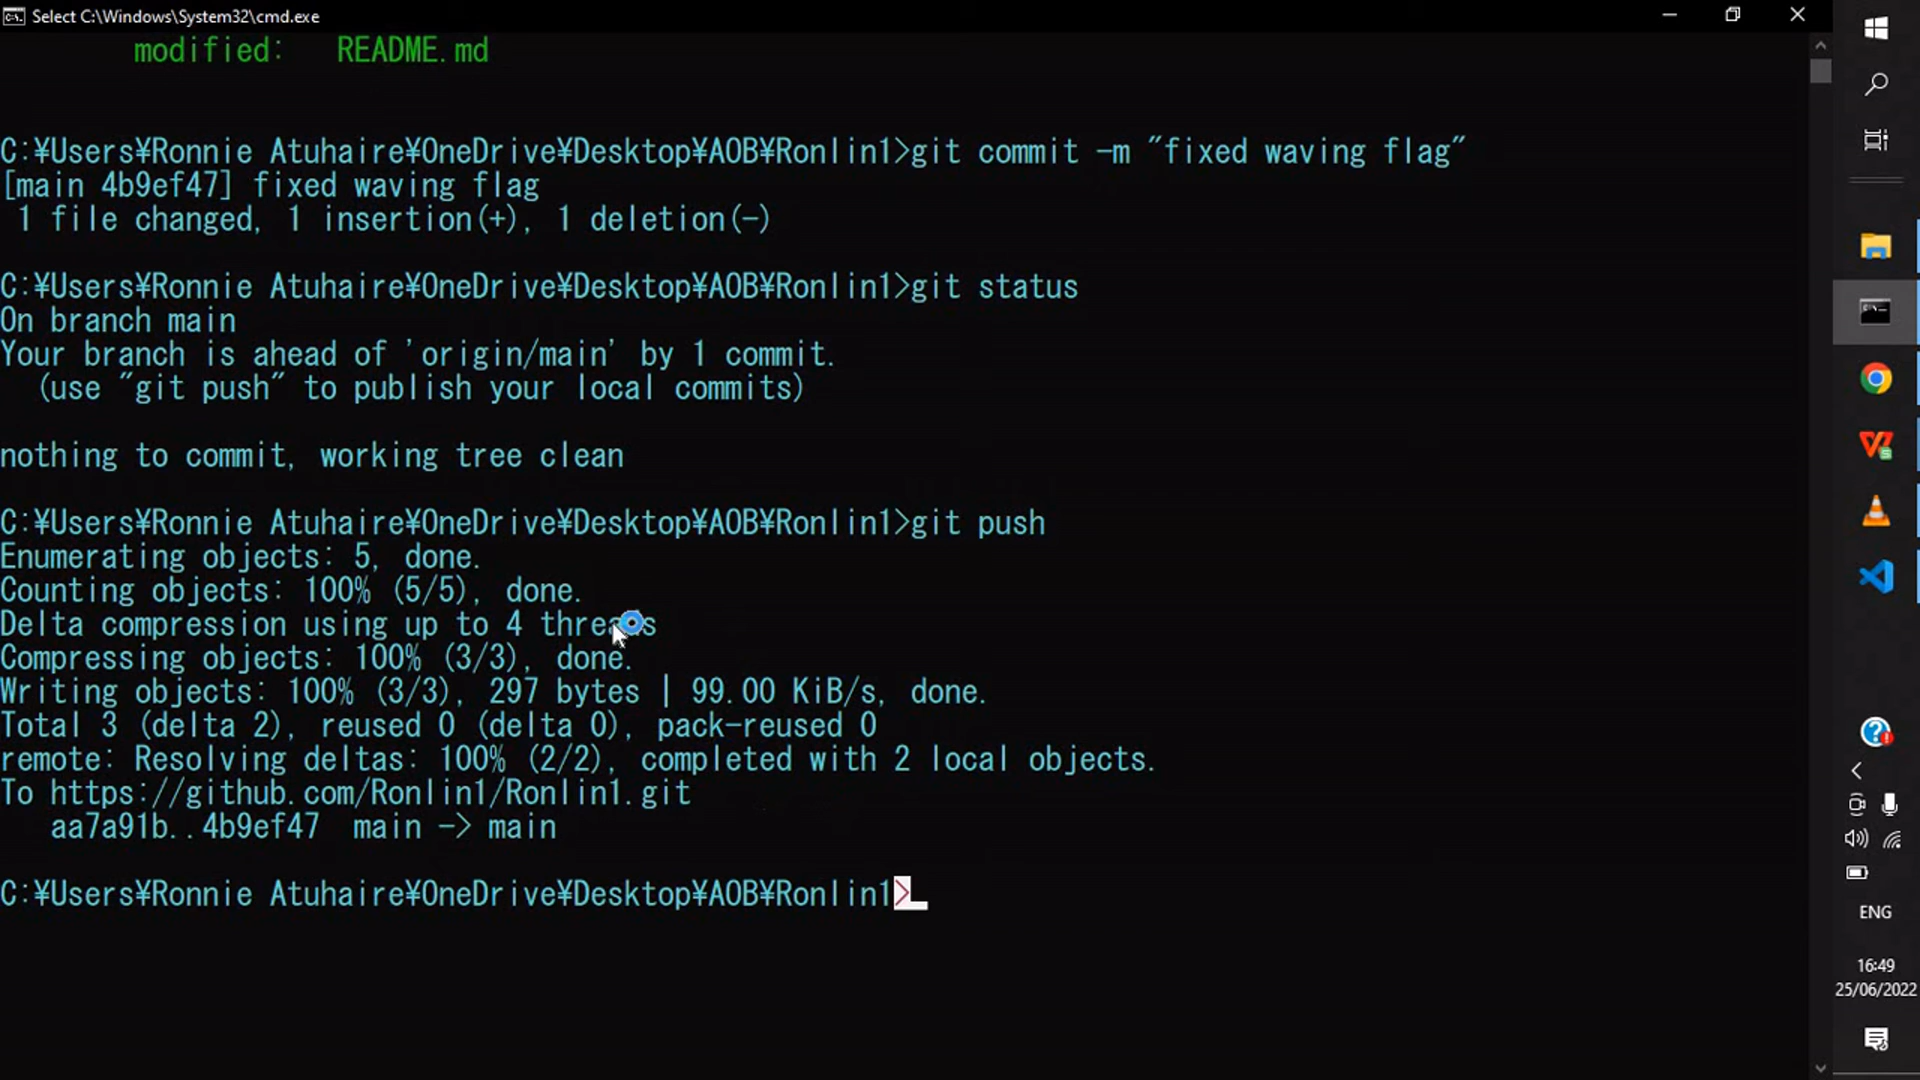 Select C:\Windows\System32\cmd.exe
modified:   README.md
C:¥Users¥Ronnie Atuhaire¥OneDrive¥Desktop¥AOB¥Ronlin1>git commit -m "fixed waving flag"
[main 4b9ef47] fixed waving flag
1 file changed, 1 insertion(+), 1 deletion(-)
C:¥Users¥Ronnie Atuhaire¥OneDrive¥Desktop¥AOB¥Ronlin1>git status
On branch main
Your branch is ahead of 'origin/main' by 1 commit.
(use "git push" to publish your local commits)
nothing to commit, working tree clean
C:¥Users¥Ronnie Atuhaire¥OneDrive¥Desktop¥AOB¥Ronlin1>git push
Enumerating objects: 5, done.
Counting objects: 100% (5/5), done.
Delta compression using up to 4 threads
Compressing objects: 100% (3/3), done.
Writing objects: 100% (3/3), 297 bytes | 99.00 KiB/s, done.
Total 3 (delta 2), reused 0 (delta 0), pack-reused 0
remote: Resolving deltas: 100% (2/2), completed with 2 local objects.
To https://github.com/Ronlin1/Ronlin1.git
aa7a91b..4b9ef47  main -> main
C:¥Users¥Ronnie Atuhaire¥OneDrive¥Desktop¥AOB¥Ronlin1>_
ENG
16:49
25/06/2022